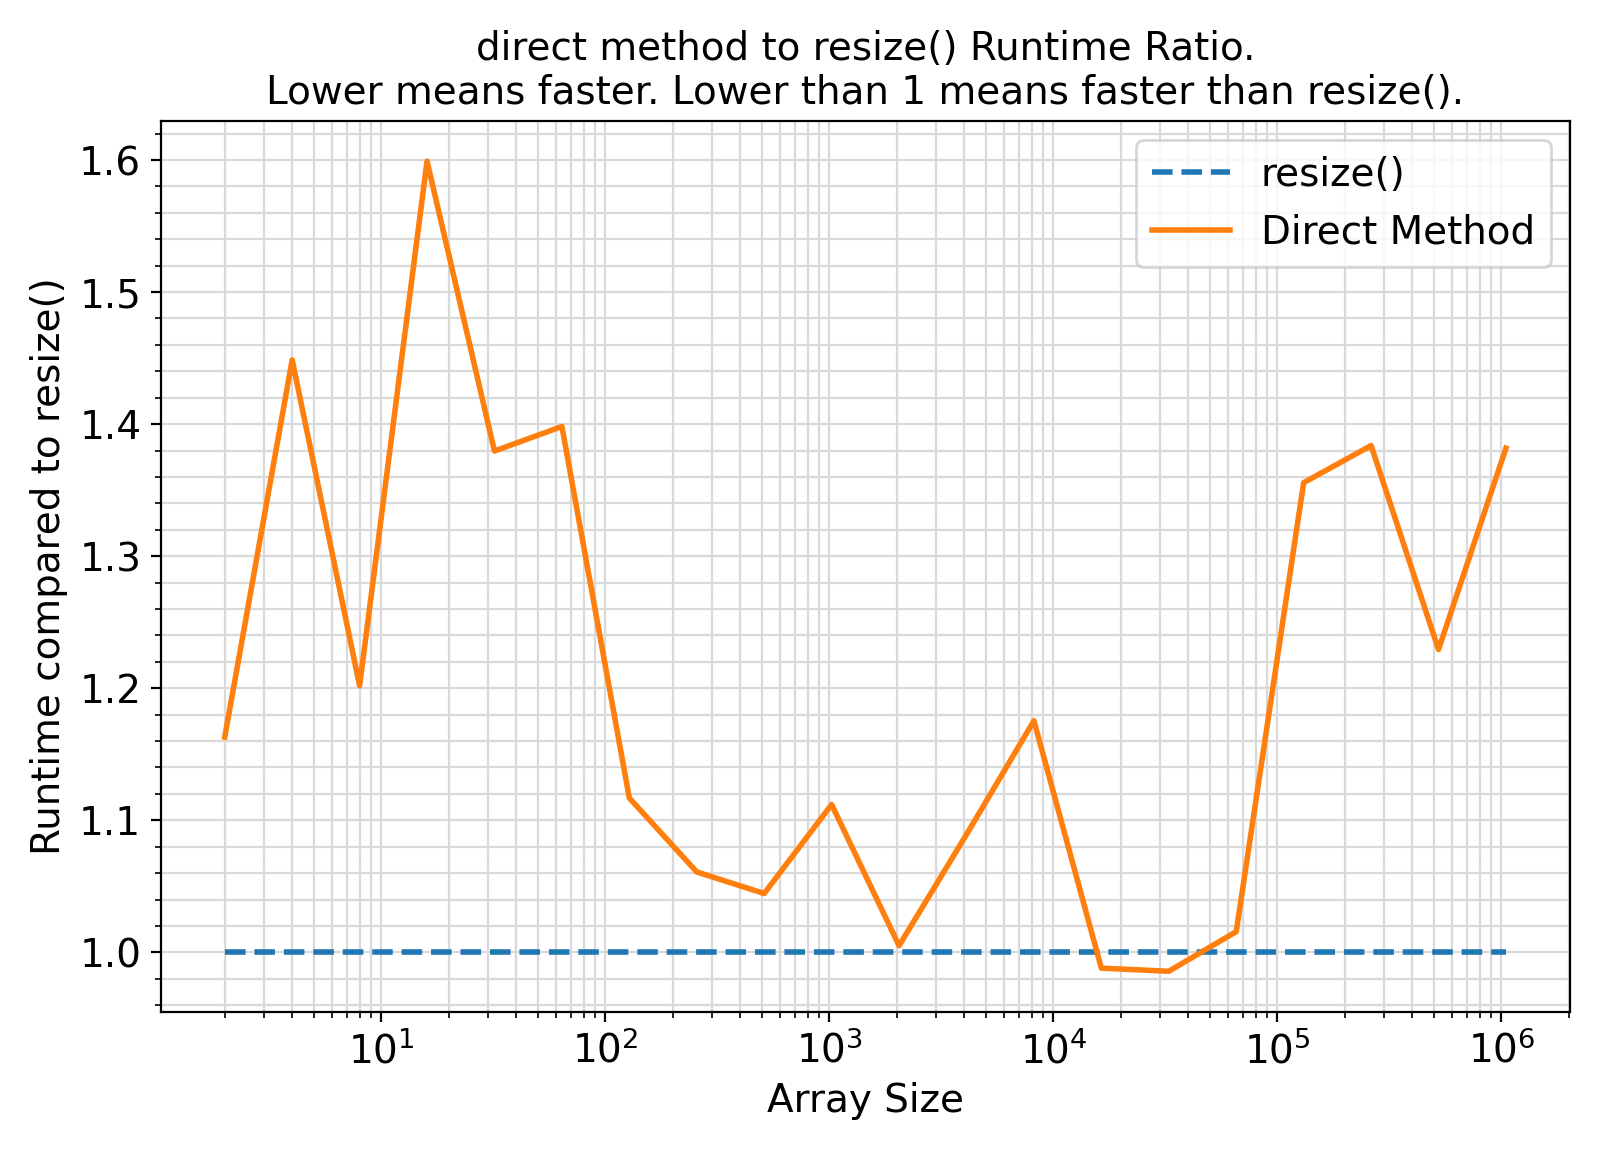 direct method to resize() Runtime Ratio.
Lower means faster. Lower than 1 means faster than resize().
resize()
Direct Method
Runtime compared to resize()
1.6
1.5
1.4
1.3
1.2
1.1
1.0
10¹ 10² 10³ 10⁴ 10⁵ 10⁶
Array Size